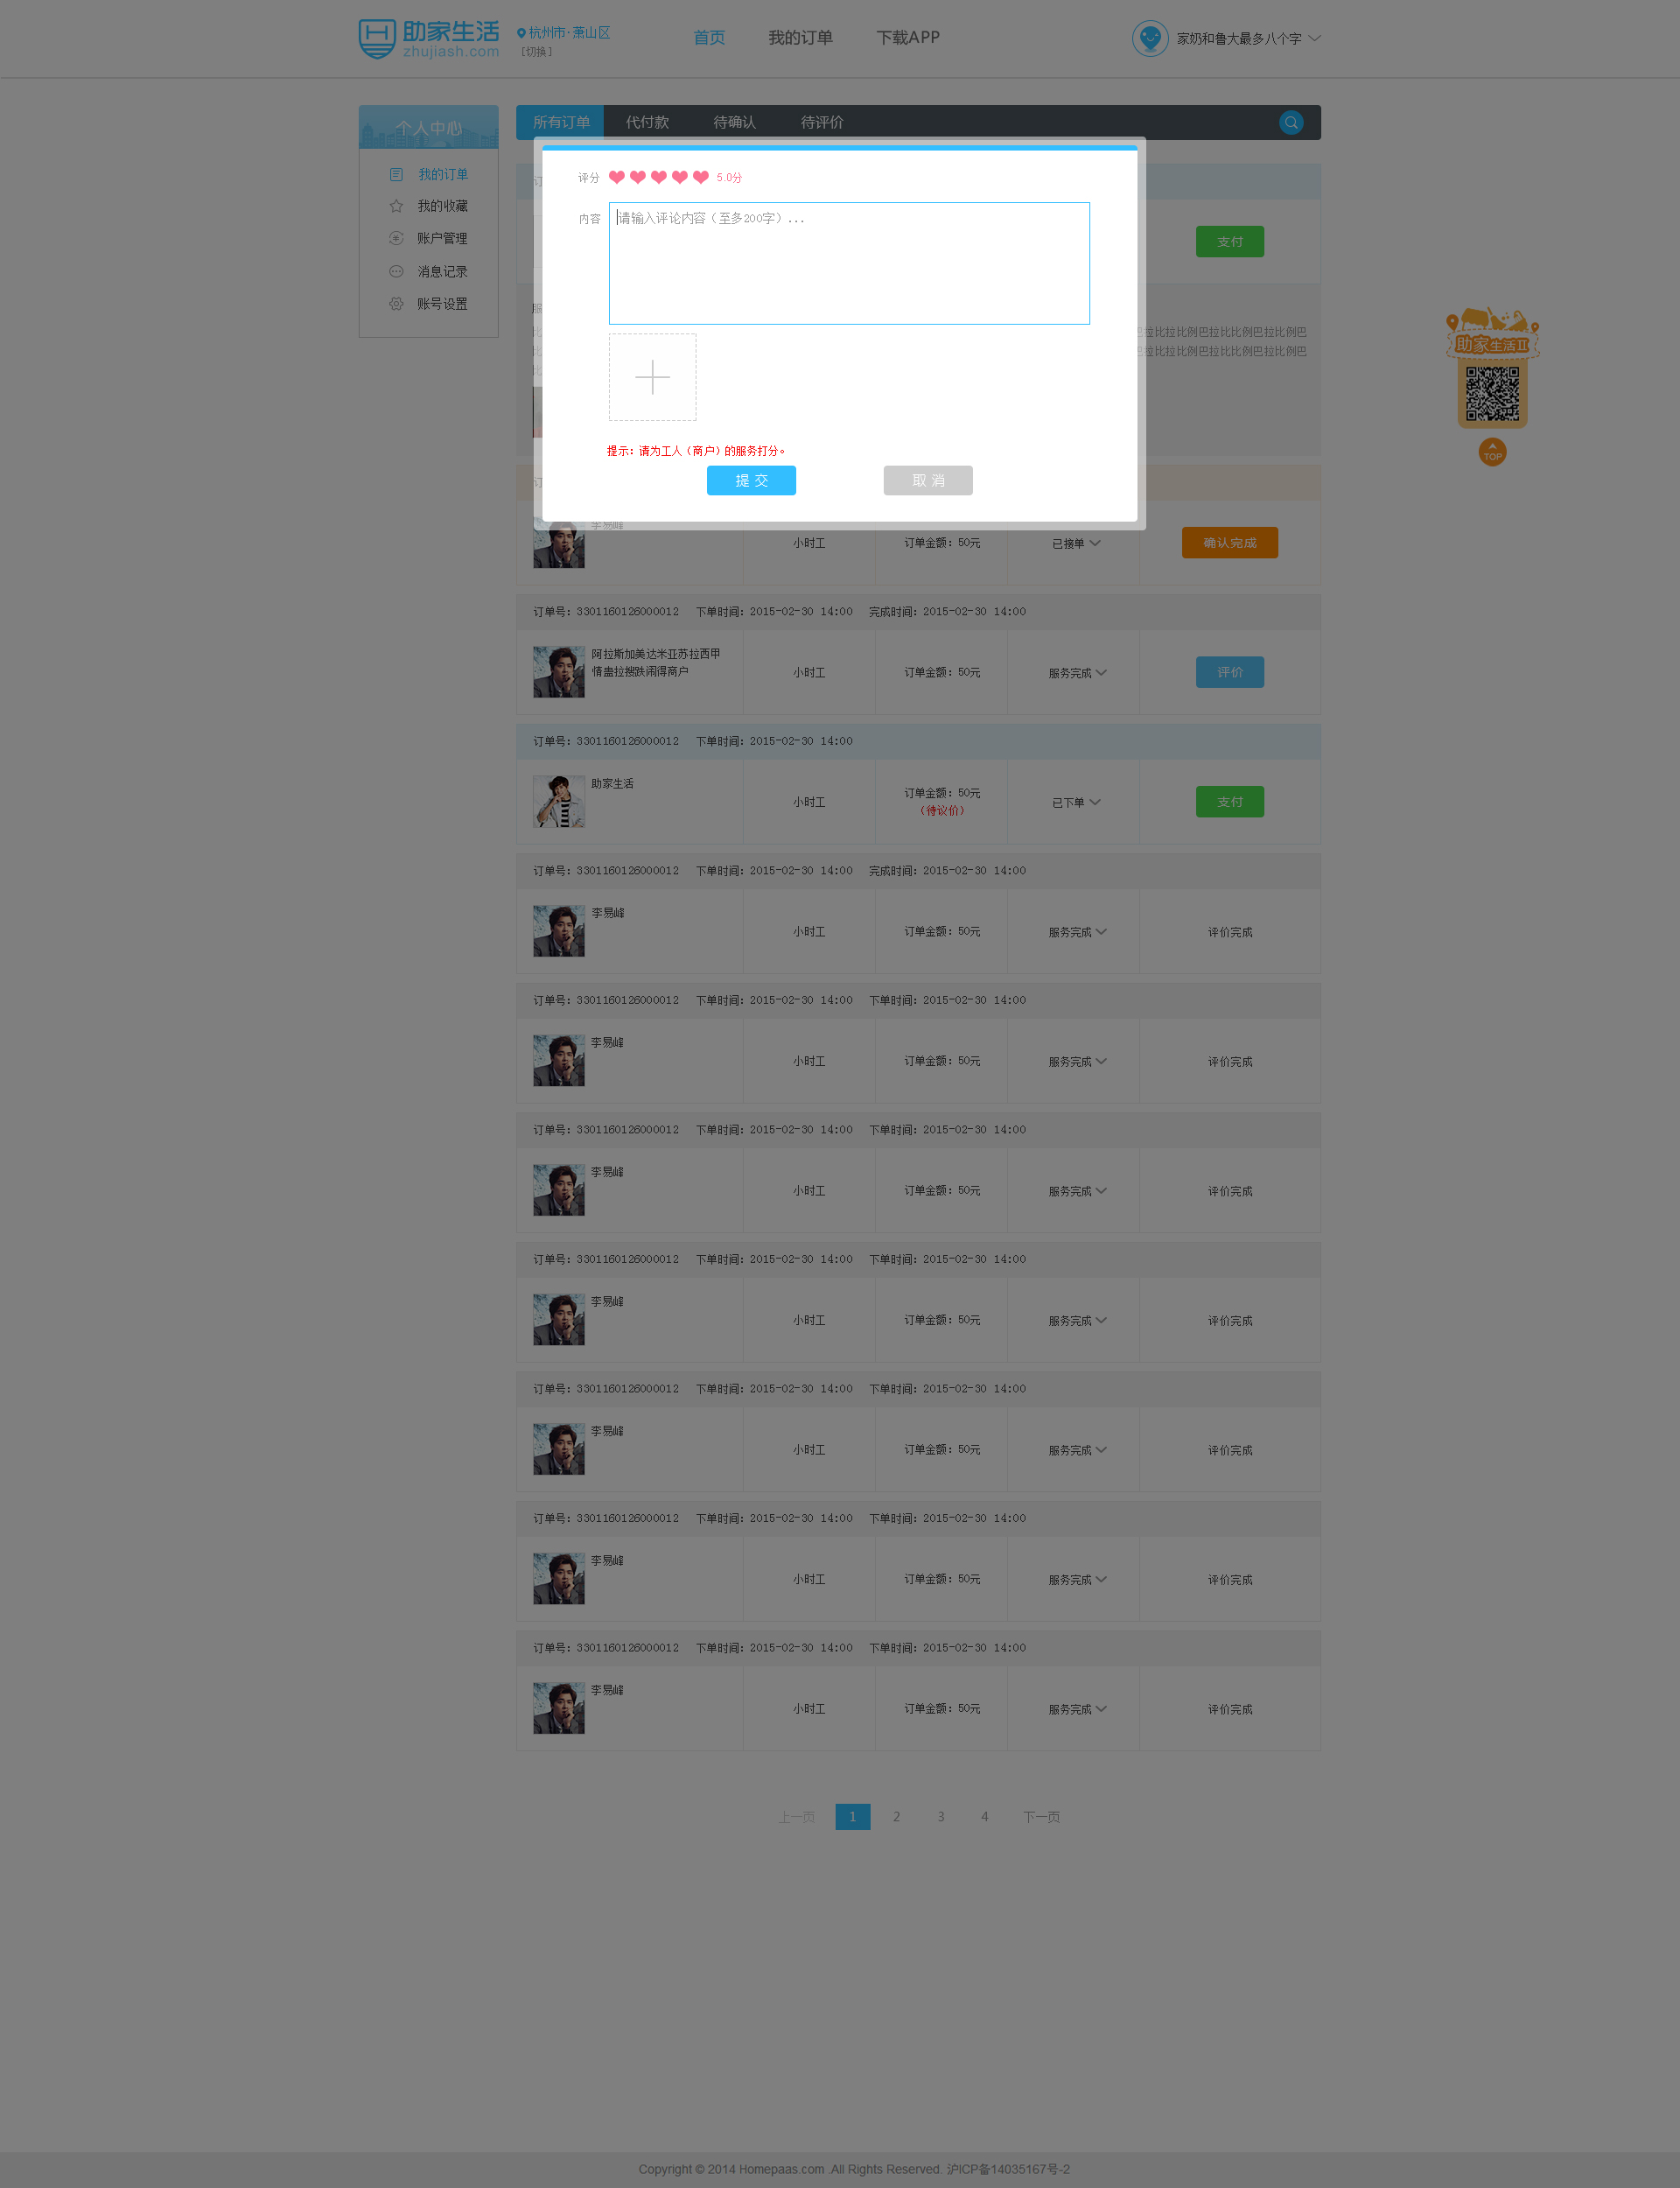 助家生活
zhujiash.com
杭州市·萧山区
[切换]
首页 我的订单 下载APP
家奶和鲁大最多八个字
个人中心
我的订单
我的收藏
账户管理
消息记录
账号设置
所有订单 代付款 待确认 待评价
评分 5.0分
内容 请输入评论内容（至多200字）...
支付
巴拉比拉比例巴拉比比例巴拉比例巴
巴拉比拉比例巴拉比比例巴拉比例巴
提示：请为工人（商户）的服务打分。
提 交 取 消
助家生活II
TOP
李易峰
小时工 订单金额：50元 已接单 确认完成
订单号：3301160126000012 下单时间：2015-02-30 14:00 完成时间：2015-02-30 14:00
阿拉斯加美达米亚苏拉西甲
情蛊拉搜跌闹得商户
小时工 订单金额：50元 服务完成 评价
订单号：3301160126000012 下单时间：2015-02-30 14:00
助家生活
小时工 订单金额：50元 已下单 支付
（待议价）
订单号：3301160126000012 下单时间：2015-02-30 14:00 完成时间：2015-02-30 14:00
李易峰
小时工 订单金额：50元 服务完成 评价完成
订单号：3301160126000012 下单时间：2015-02-30 14:00 下单时间：2015-02-30 14:00
李易峰
小时工 订单金额：50元 服务完成 评价完成
订单号：3301160126000012 下单时间：2015-02-30 14:00 下单时间：2015-02-30 14:00
李易峰
小时工 订单金额：50元 服务完成 评价完成
订单号：3301160126000012 下单时间：2015-02-30 14:00 下单时间：2015-02-30 14:00
李易峰
小时工 订单金额：50元 服务完成 评价完成
订单号：3301160126000012 下单时间：2015-02-30 14:00 下单时间：2015-02-30 14:00
李易峰
小时工 订单金额：50元 服务完成 评价完成
订单号：3301160126000012 下单时间：2015-02-30 14:00 下单时间：2015-02-30 14:00
李易峰
小时工 订单金额：50元 服务完成 评价完成
订单号：3301160126000012 下单时间：2015-02-30 14:00 下单时间：2015-02-30 14:00
李易峰
小时工 订单金额：50元 服务完成 评价完成
上一页 1 2 3 4 下一页
Copyright © 2014 Homepaas.com .All Rights Reserved. 沪ICP备14035167号-2